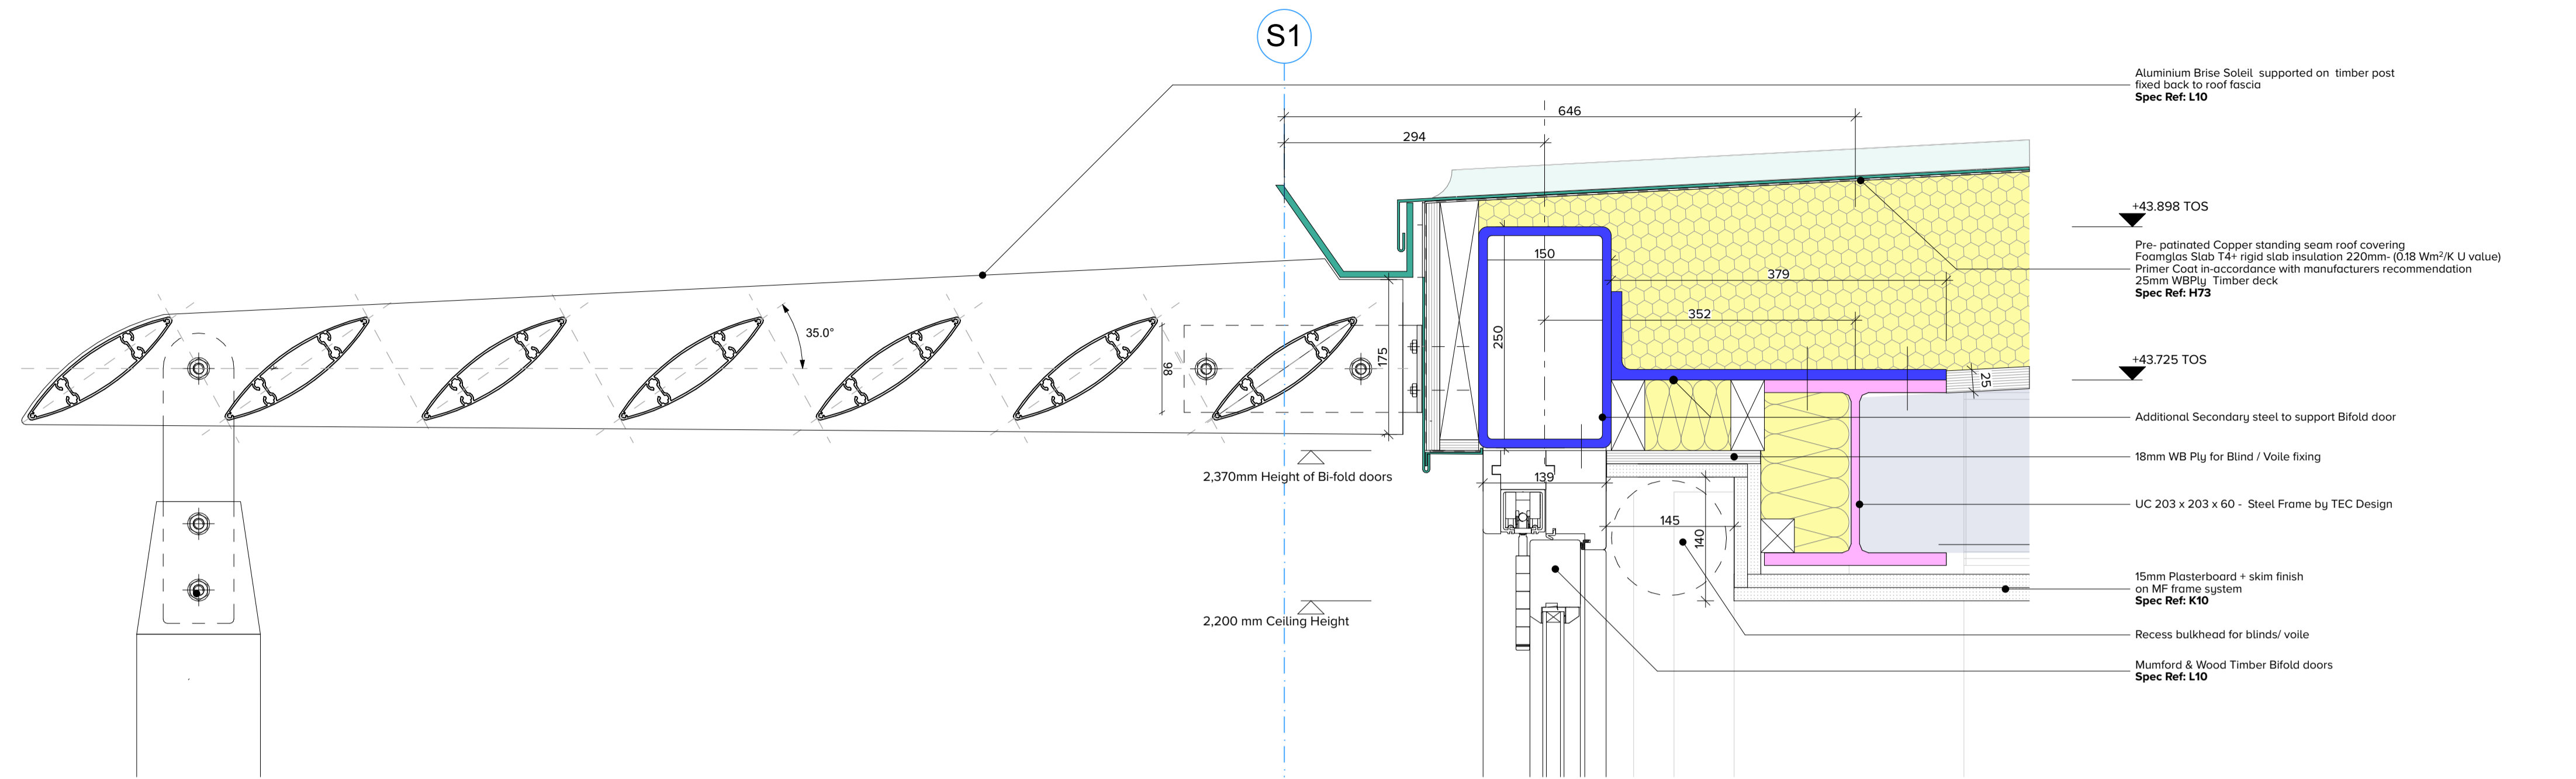 S1
Aluminium Brise Soleil supported on timber post
fixed back to roof fascia
Spec Ref: L10
646
294
+43.898 TOS
Pre- patinated Copper standing seam roof covering
Foamglas Slab T4+ rigid slab insulation 220mm- (0.18 Wm²/K U value)
Primer Coat in-accordance with manufacturers recommendation
25mm WBPly Timber deck
Spec Ref: H73
150
379
352
250
35.0°
175
98
+43.725 TOS
25
Additional Secondary steel to support Bifold door
18mm WB Ply for Blind / Voile fixing
2,370mm Height of Bi-fold doors
139
UC 203 x 203 x 60 - Steel Frame by TEC Design
145
140
15mm Plasterboard + skim finish
on MF frame system
Spec Ref: K10
2,200 mm Ceiling Height
Recess bulkhead for blinds/ voile
Mumford & Wood Timber Bifold doors
Spec Ref: L10